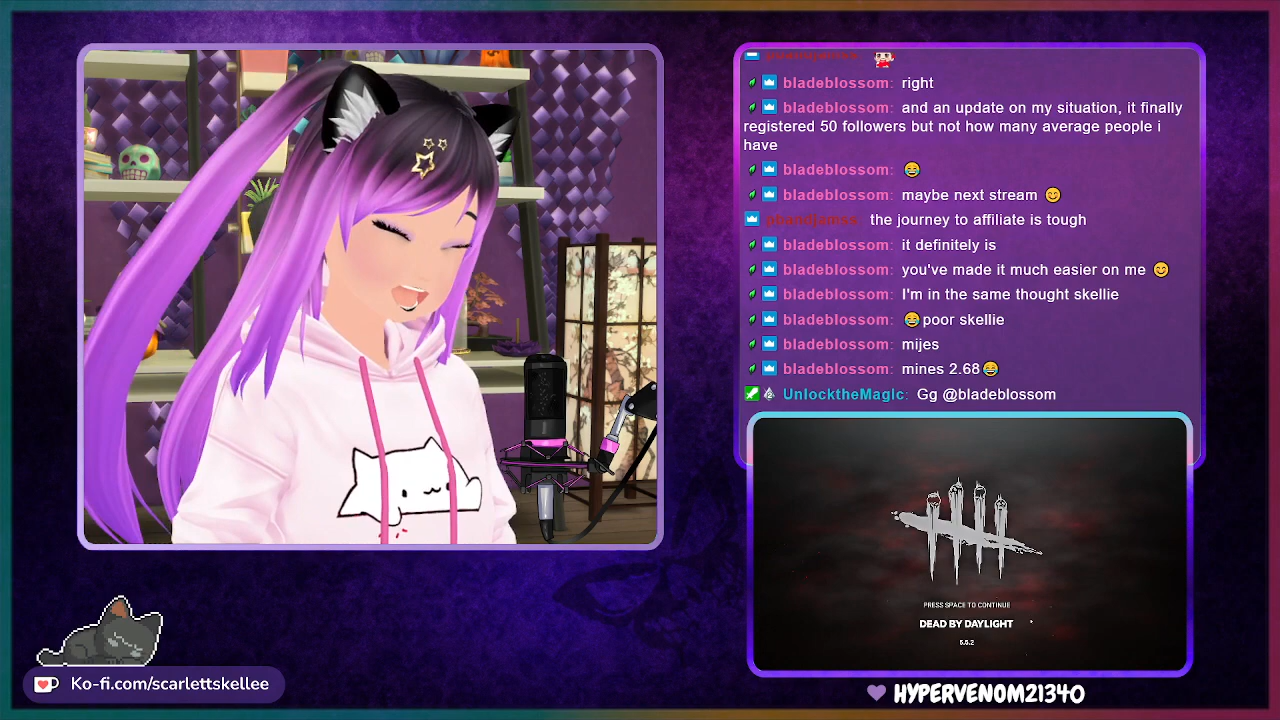 bladeblossom: right
bladeblossom: and an update on my situation, it finally
registered 50 followers but not how many average people i
have
bladeblossom: 😂
bladeblossom: maybe next stream 😊
the journey to affiliate is tough
bladeblossom: it definitely is
bladeblossom: you've made it much easier on me 😊
bladeblossom: I'm in the same thought skellie
bladeblossom: 😂poor skellie
bladeblossom: mijes
bladeblossom: mines 2.68😂
UnlocktheMagic: Gg @bladeblossom
PRESS SPACE TO CONTINUE
DEAD BY DAYLIGHT
5.5.2
Ko-fi.com/scarlettskellee
HYPERVENOM21340